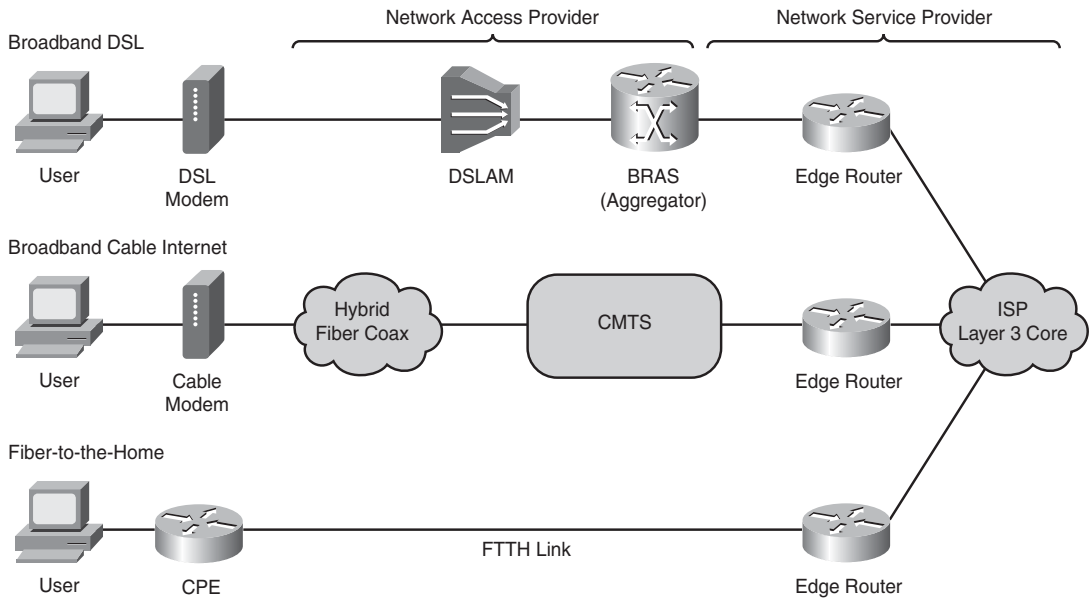 Network Access Provider
Network Service Provider
Broadband DSL
User
DSL
Modem
DSLAM
BRAS
(Aggregator)
Edge Router
Broadband Cable Internet
Hybrid
Fiber Coax
CMTS
ISP
Layer 3 Core
User
Cable
Modem
Edge Router
Fiber-to-the-Home
FTTH Link
User
CPE
Edge Router